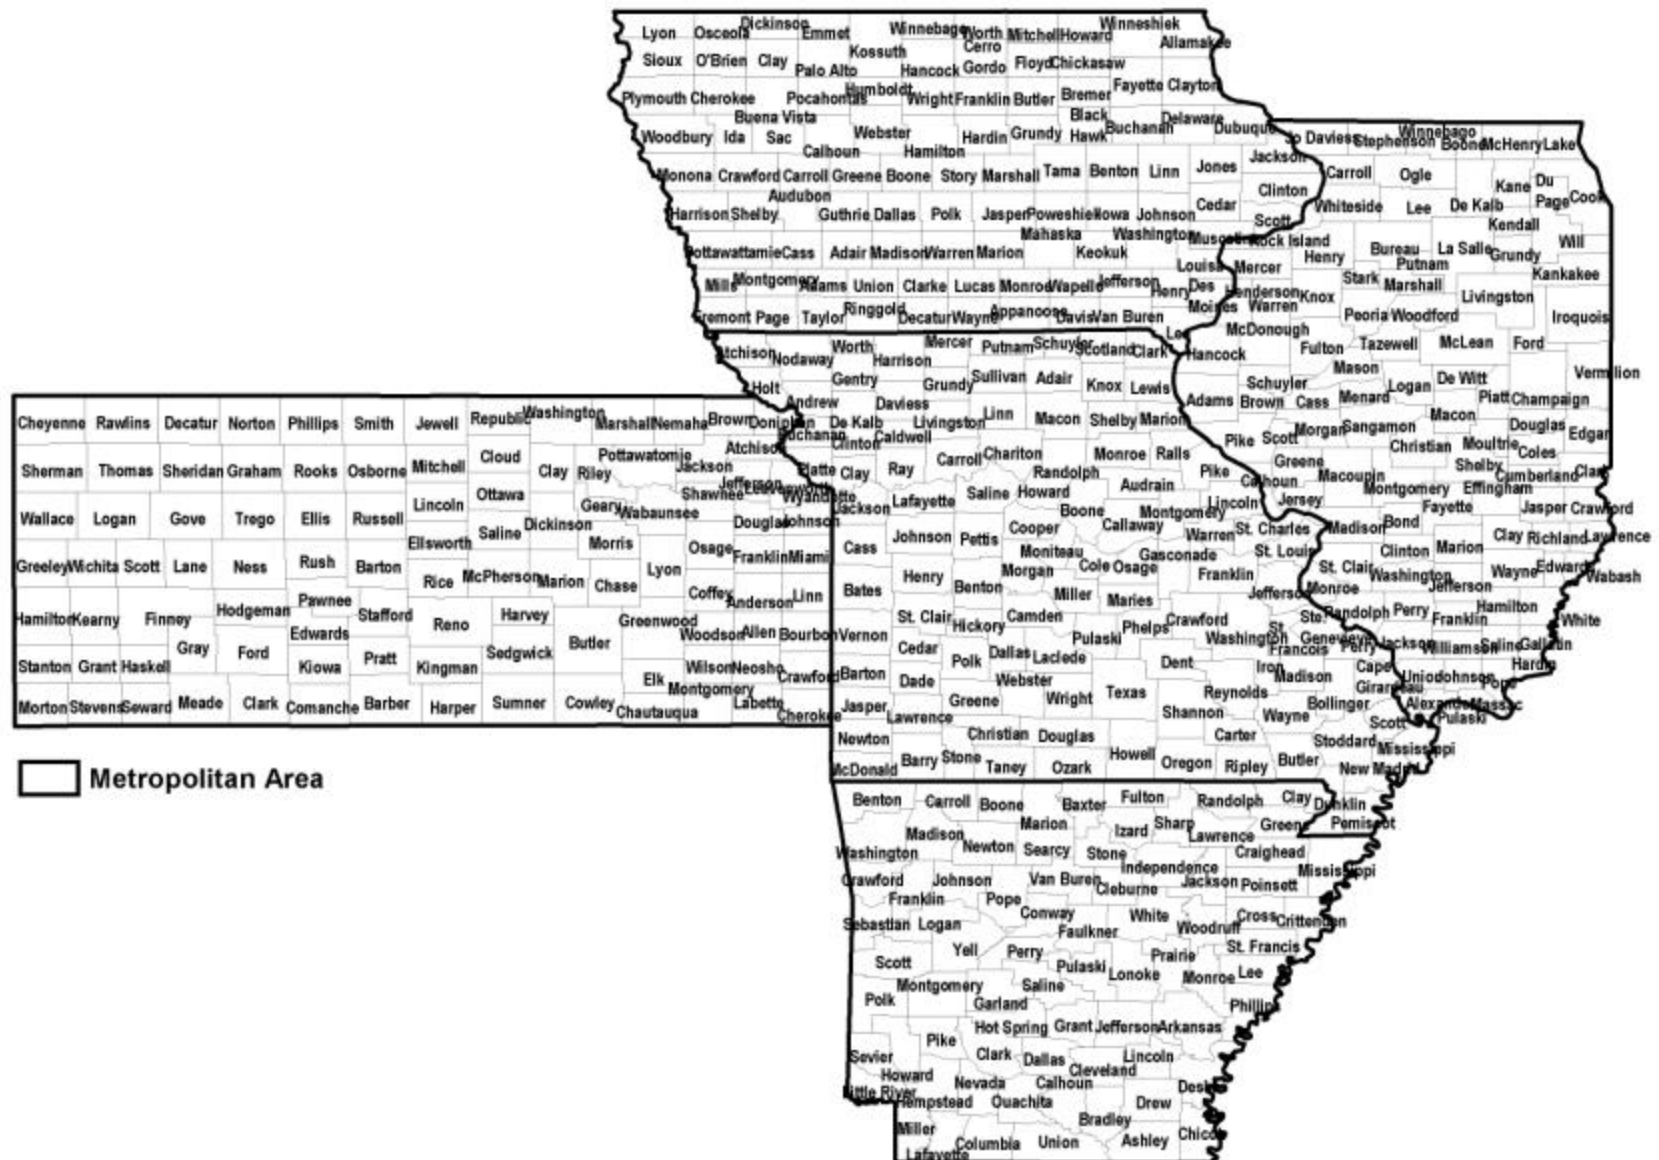 Lyon Osceola Dickinson Emmet Winnebago Worth Mitchell Howard Winneshiek Allamakee
Sioux O'Brien Clay Palo Alto Kossuth Hancock Cerro Gordo Floyd Chickasaw
Plymouth Cherokee Buena Vista Pocahontas Humboldt Wright Franklin Butler Bremer Fayette Clayton
Woodbury Ida Sac Calhoun Webster Hamilton Hardin Grundy Black Hawk Buchanan Delaware Dubuque
Monona Crawford Carroll Greene Boone Story Marshall Tama Benton Linn Jones Jackson
Clinton
Cedar
Scott
Harrison Shelby Audubon Guthrie Dallas Polk Jasper Poweshiek Iowa Johnson
Muscatine
Pottawattamie Cass Adair Madison Warren Marion Mahaska Keokuk Washington
Louisa
Mills Montgomery Adams Union Clarke Lucas Monroe Wapello Jefferson Henry Des Moines
Fremont Page Taylor Ringgold Decatur Wayne Appanoose Davis Van Buren Lee
Jo Daviess Stephenson Winnebago Boone McHenry Lake
Carroll Ogle Kane Du Page Cook
Whiteside Lee De Kalb Kendall
Rock Island Henry Bureau Putnam La Salle Grundy Will
Mercer Stark Marshall Kankakee
Henderson Warren Knox Peoria Woodford Livingston Iroquois
Hancock McDonough Fulton Tazewell McLean Ford
Mason Vermilion
Adams Schuyler Brown Cass Menard Logan De Witt Piatt Champaign
Macon Douglas Edgar
Pike Scott Morgan Sangamon Christian Moultrie Coles
Greene Macoupin Shelby Cumberland Clark
Calhoun Jersey Montgomery Effingham
Fayette Jasper Crawford
Madison Bond Clay Richland Lawrence
Clinton Marion
St. Clair Washington Jefferson Wayne Edwards Wabash
Monroe Randolph Perry Franklin Hamilton White
Jackson Williamson Saline Gallatin
Hardin
Union Johnson Pope
Alexander Pulaski Massac
Atchison Nodaway Worth Harrison Mercer Putnam Schuyler Scotland Clark
Holt Gentry Grundy Sullivan Adair Knox Lewis
Andrew De Kalb Daviess Livingston Linn Macon Shelby Marion
Buchanan Clinton Caldwell
Platte Clay Ray Carroll Chariton Randolph Monroe Ralls Pike
Jackson Lafayette Saline Howard Boone Audrain Montgomery Lincoln
Cooper Callaway Warren St. Charles
Cass Johnson Pettis Moniteau Cole Osage Gasconade St. Louis
Bates Henry Benton Morgan Miller Maries Franklin Jefferson
Vernon St. Clair Hickory Camden Pulaski Phelps Crawford Washington St. Francois Ste. Genevieve Perry
Barton Cedar Polk Dallas Laclede Dent Iron Madison Cape Girardeau
Dade Webster Wright Texas Reynolds Bollinger
Jasper Greene Shannon Wayne Scott
Lawrence
Newton Christian Douglas Howell Carter Stoddard Mississippi
McDonald Barry Stone Taney Ozark Oregon Ripley Butler New Madrid
Dunklin Pemiscot
Cheyenne Rawlins Decatur Norton Phillips Smith Jewell Republic Washington Marshall Nemaha Brown Doniphan
Sherman Thomas Sheridan Graham Rooks Osborne Mitchell Cloud Clay Riley Pottawatomie Jackson Atchison
Jefferson Leavenworth
Wallace Logan Gove Trego Ellis Russell Lincoln Ottawa Dickinson Geary Wabaunsee Shawnee Wyandotte
Saline Douglas Johnson
Greeley Wichita Scott Lane Ness Rush Barton Ellsworth McPherson Marion Morris Chase Lyon Osage Franklin Miami
Rice Coffey Anderson Linn
Hamilton Kearny Finney Hodgeman Pawnee Stafford Reno Harvey Butler Greenwood Woodson Allen Bourbon
Edwards
Stanton Grant Haskell Gray Ford Kiowa Pratt Kingman Sedgwick Elk Wilson Neosho Crawford
Morton Stevens Seward Meade Clark Comanche Barber Harper Sumner Cowley Chautauqua Montgomery Labette Cherokee
Metropolitan Area
Benton Carroll Boone Baxter Fulton Randolph Clay
Marion Izard Sharp Greene
Washington Madison Newton Searcy Stone Lawrence Craighead
Independence Mississippi
Crawford Johnson Van Buren Cleburne Jackson Poinsett
Franklin Pope
Sebastian Logan Conway Faulkner White Woodruff Cross Crittenden
Scott Yell Perry Pulaski Lonoke Prairie St. Francis
Monroe Lee
Polk Montgomery Garland Saline Phillips
Hot Spring Grant Jefferson Arkansas
Sevier Pike Clark Dallas Cleveland Lincoln
Howard Desha
Little River Hempstead Nevada Ouachita Calhoun Drew
Bradley
Miller Columbia Union Ashley Chicot
Lafayette